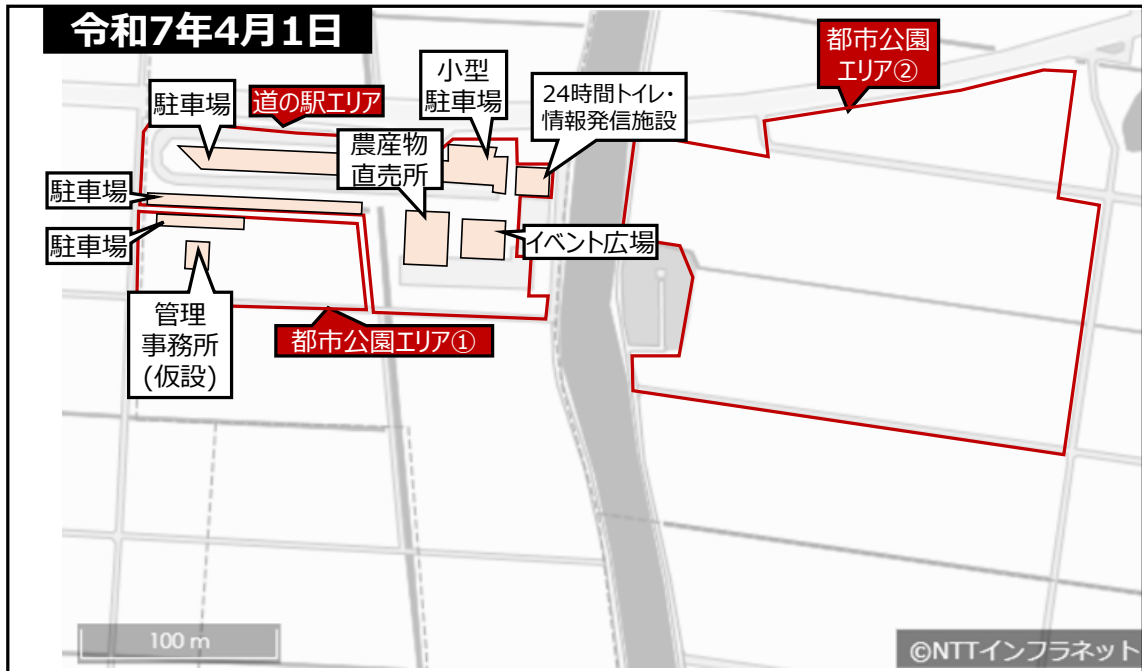 令和7年4月1日
都市公園
エリア②
小型
駐車場
24時間トイレ・
情報発信施設
駐車場
道の駅エリア
農産物
直売所
駐車場
駐車場
イベント広場
管理
事務所
(仮設)
都市公園エリア①
100 m
©NTTインフラネット